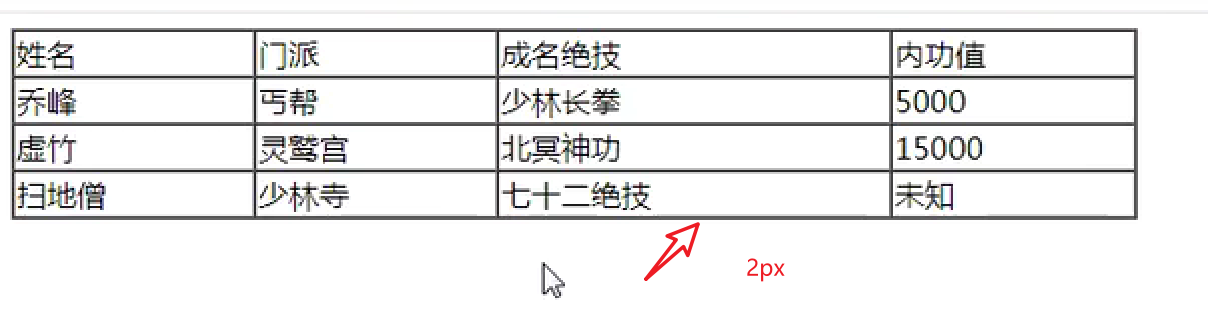 姓名 门派 成名绝技 内功值
乔峰 丐帮 少林长拳 5000
虚竹 灵鹫宫 北冥神功 15000
扫地僧 少林寺 七十二绝技 未知
2px